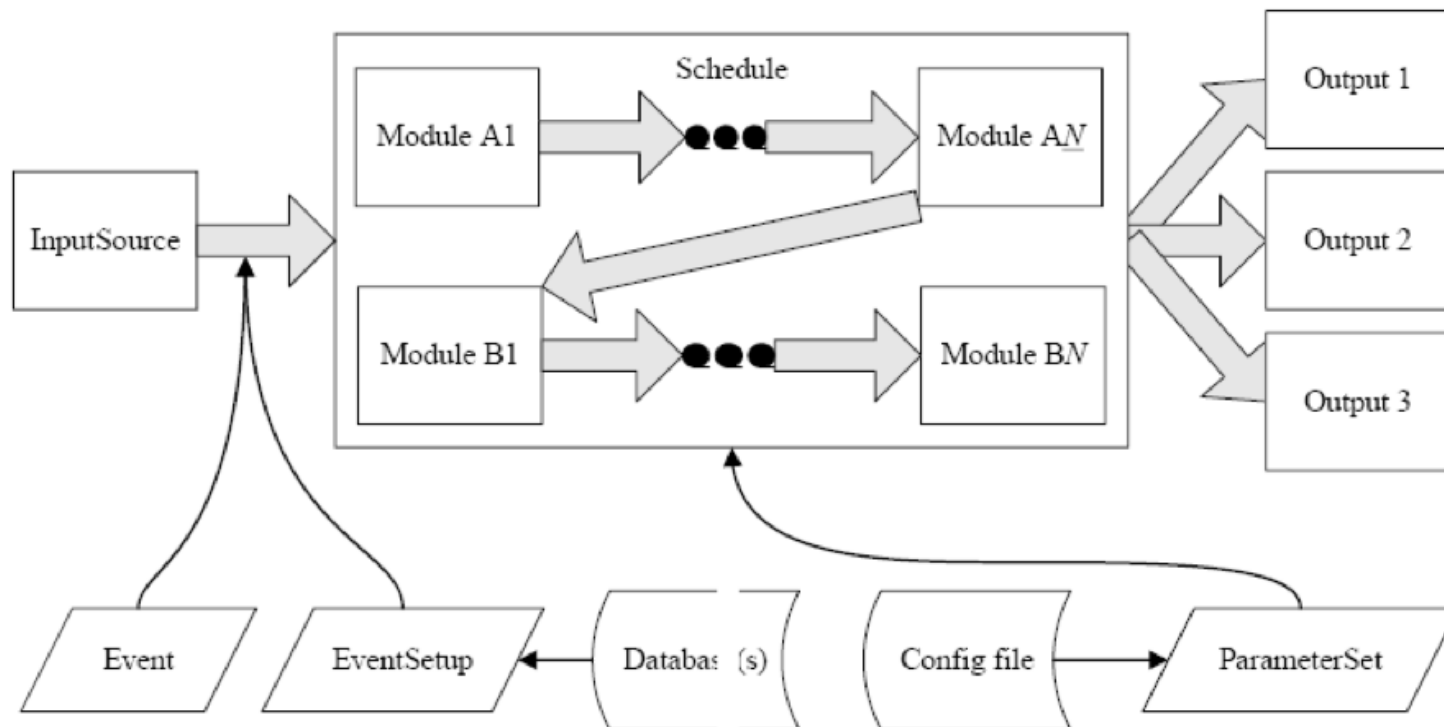 Schedule
Module A1
Module AN
InputSource
Module B1
Module BN
Output 1
Output 2
Output 3
Event
EventSetup
Databas (s)
Config file
ParameterSet